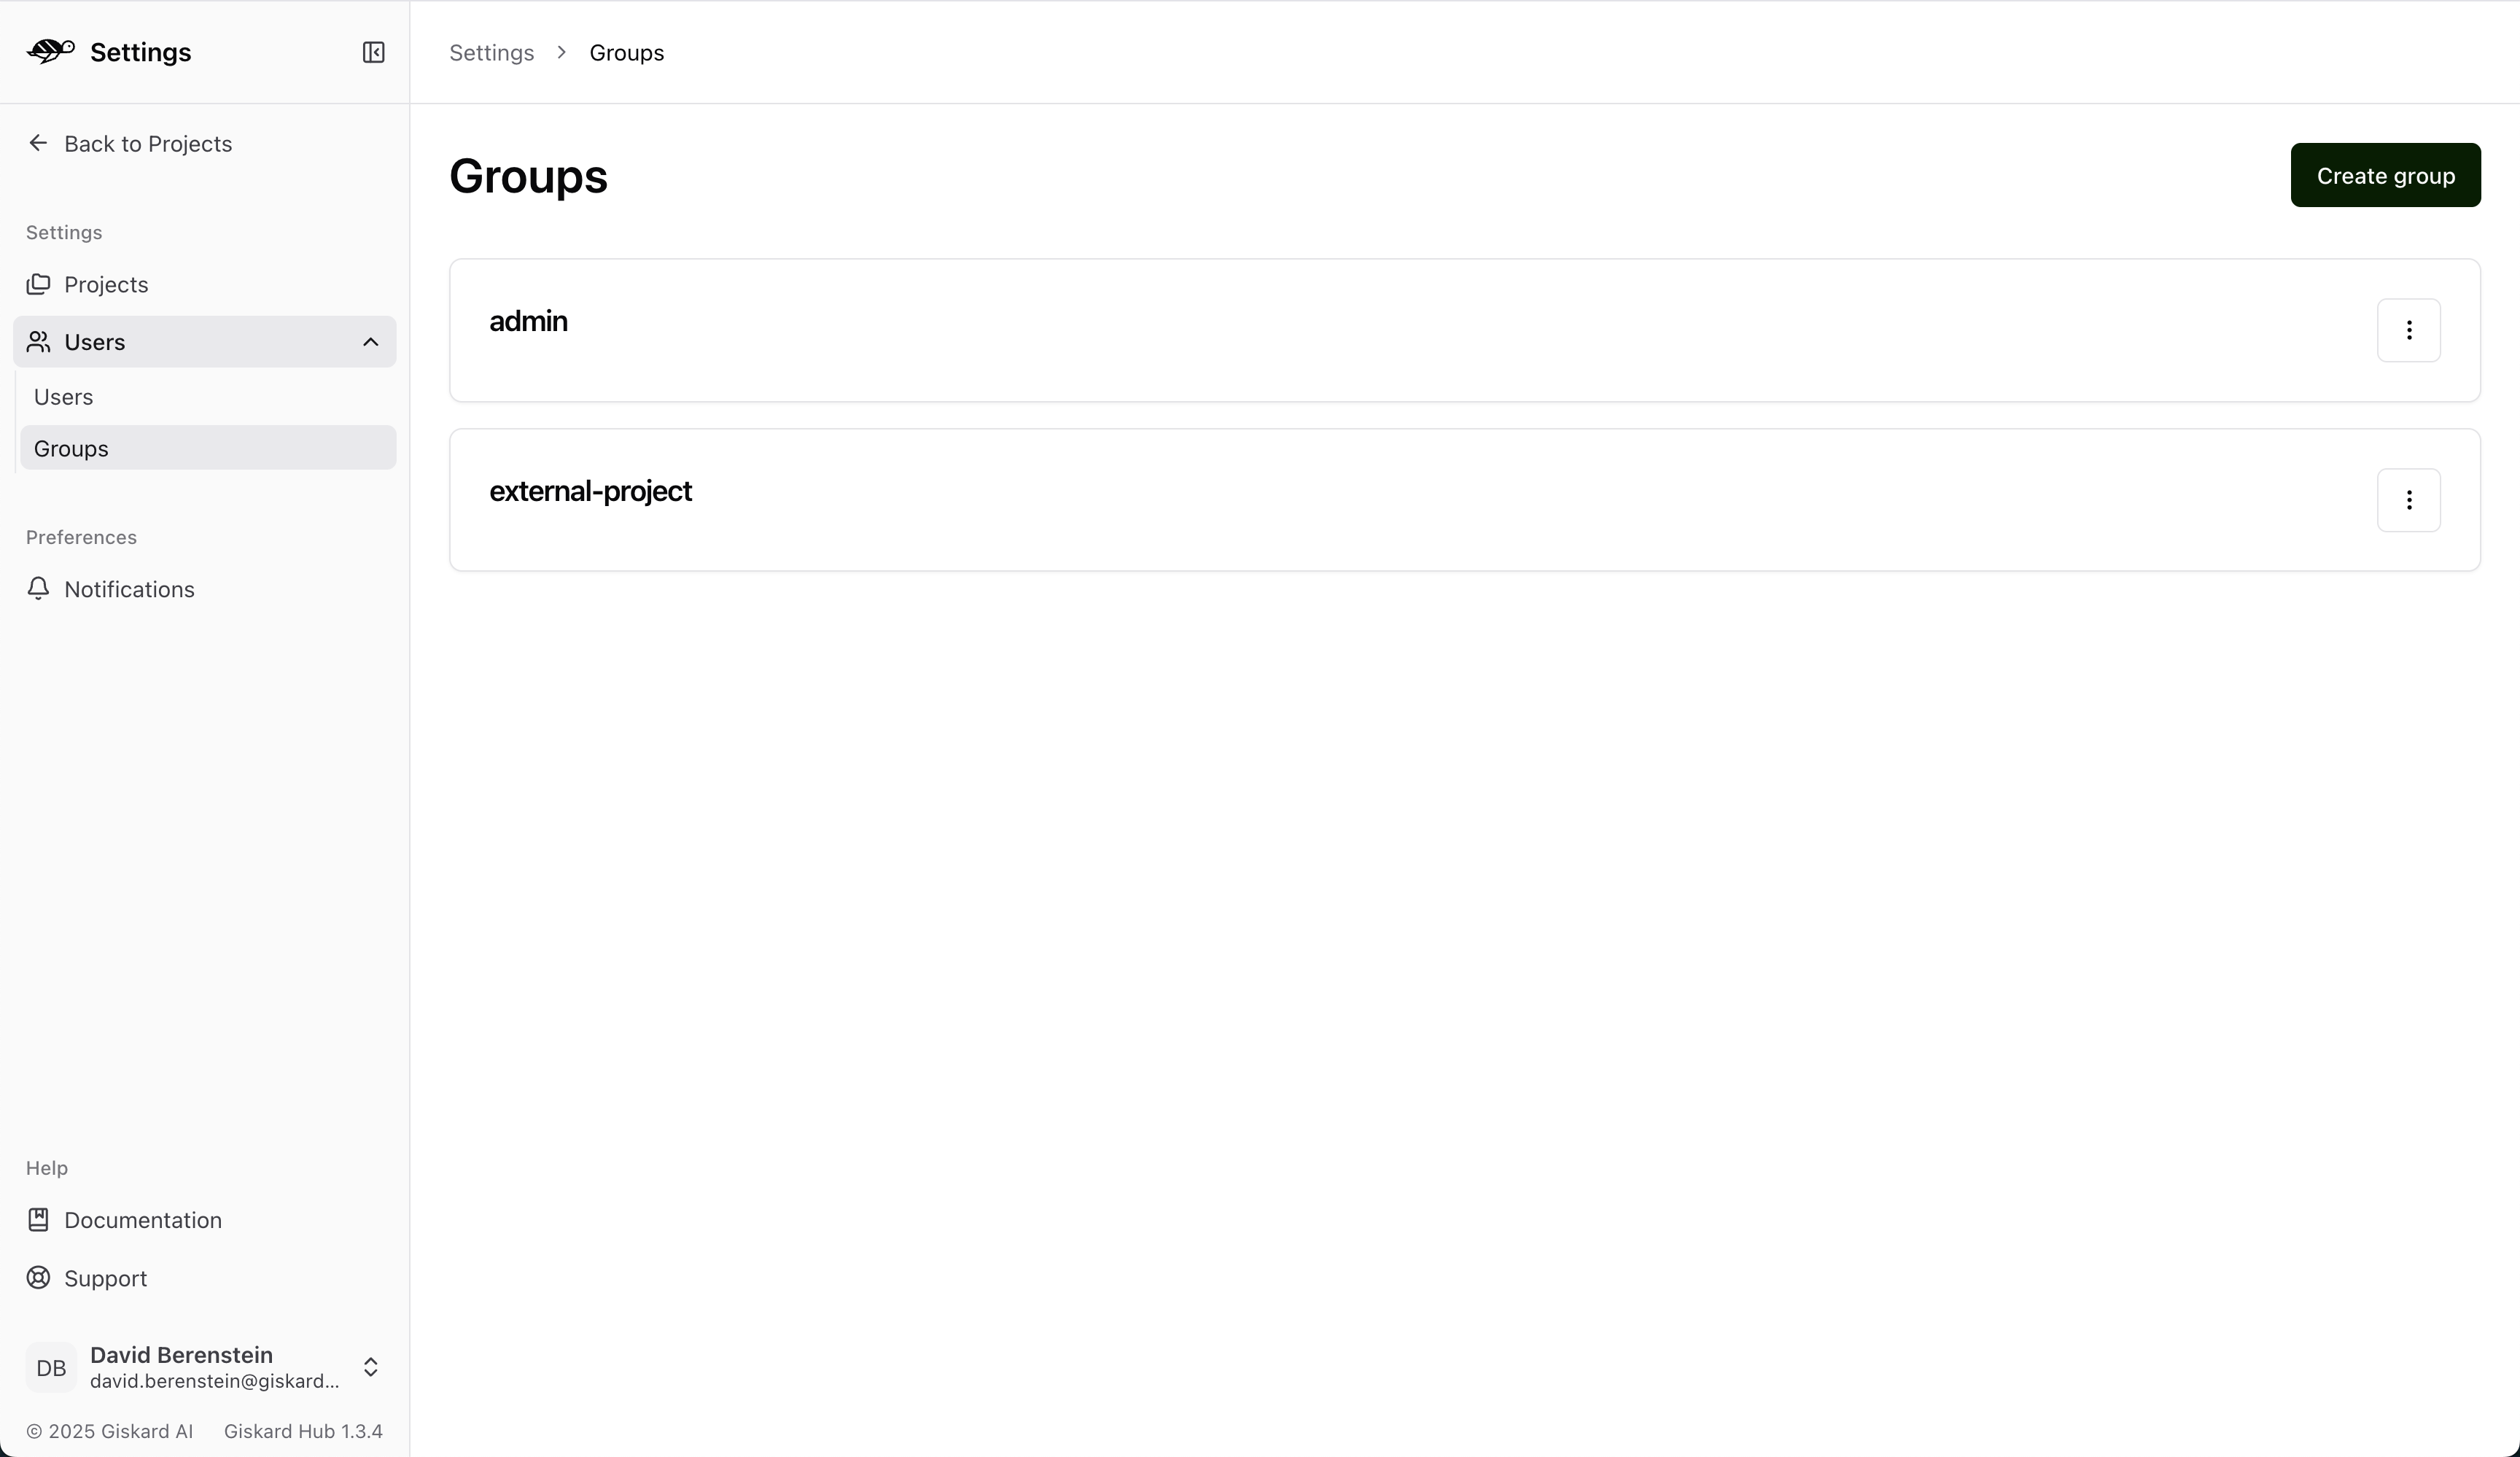 Settings
Back to Projects
Settings
Projects
Users
Users
Groups
Preferences
Notifications
Help
Documentation
Support
DB
David Berenstein
david.berenstein@giskard...
© 2025 Giskard AI Giskard Hub 1.3.4
Settings > Groups
Groups
Create group
admin
external-project